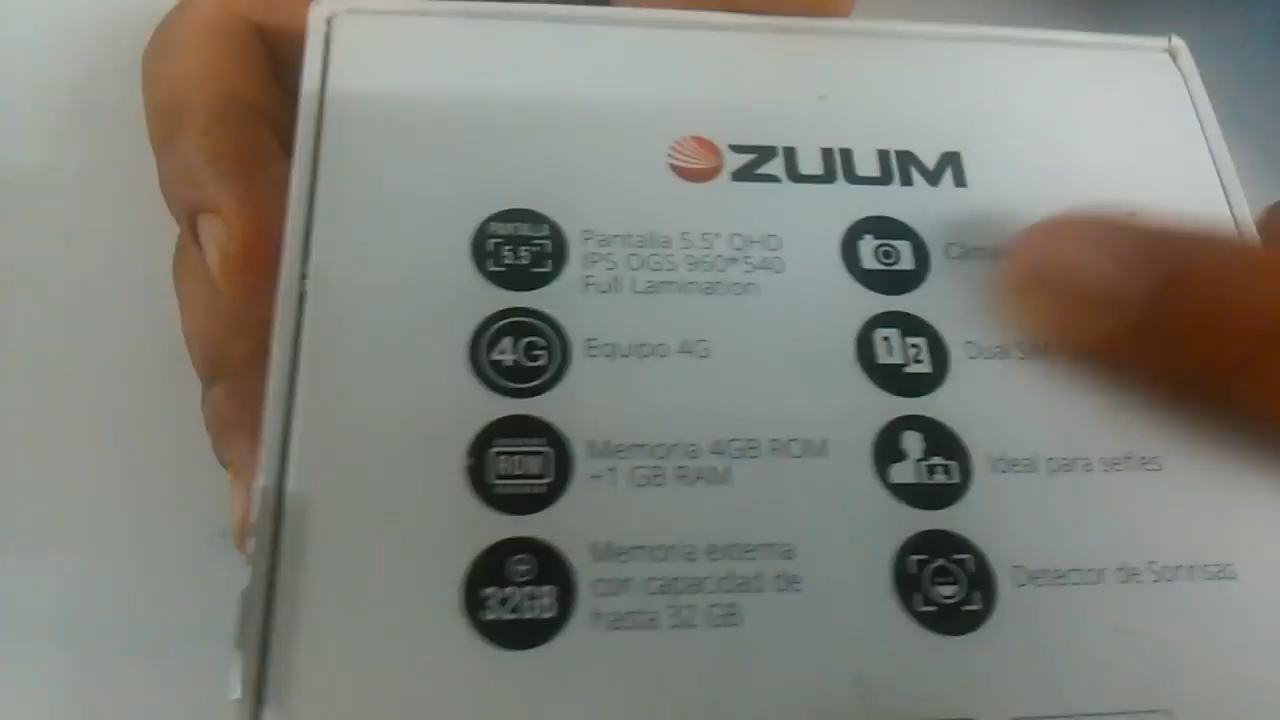 ZUUM
PANTALLA
5.5"
Pantalla 5.5" QHD
IPS OGS 960*540
Full Lamination
4G
Equipo 4G
ROM
Memoria 4GB ROM
+1 GB RAM
32GB
Memoria externa
con capacidad de
hasta 32 GB
1 2
Dual
Ideal para selfies
Detector de Sonrisas